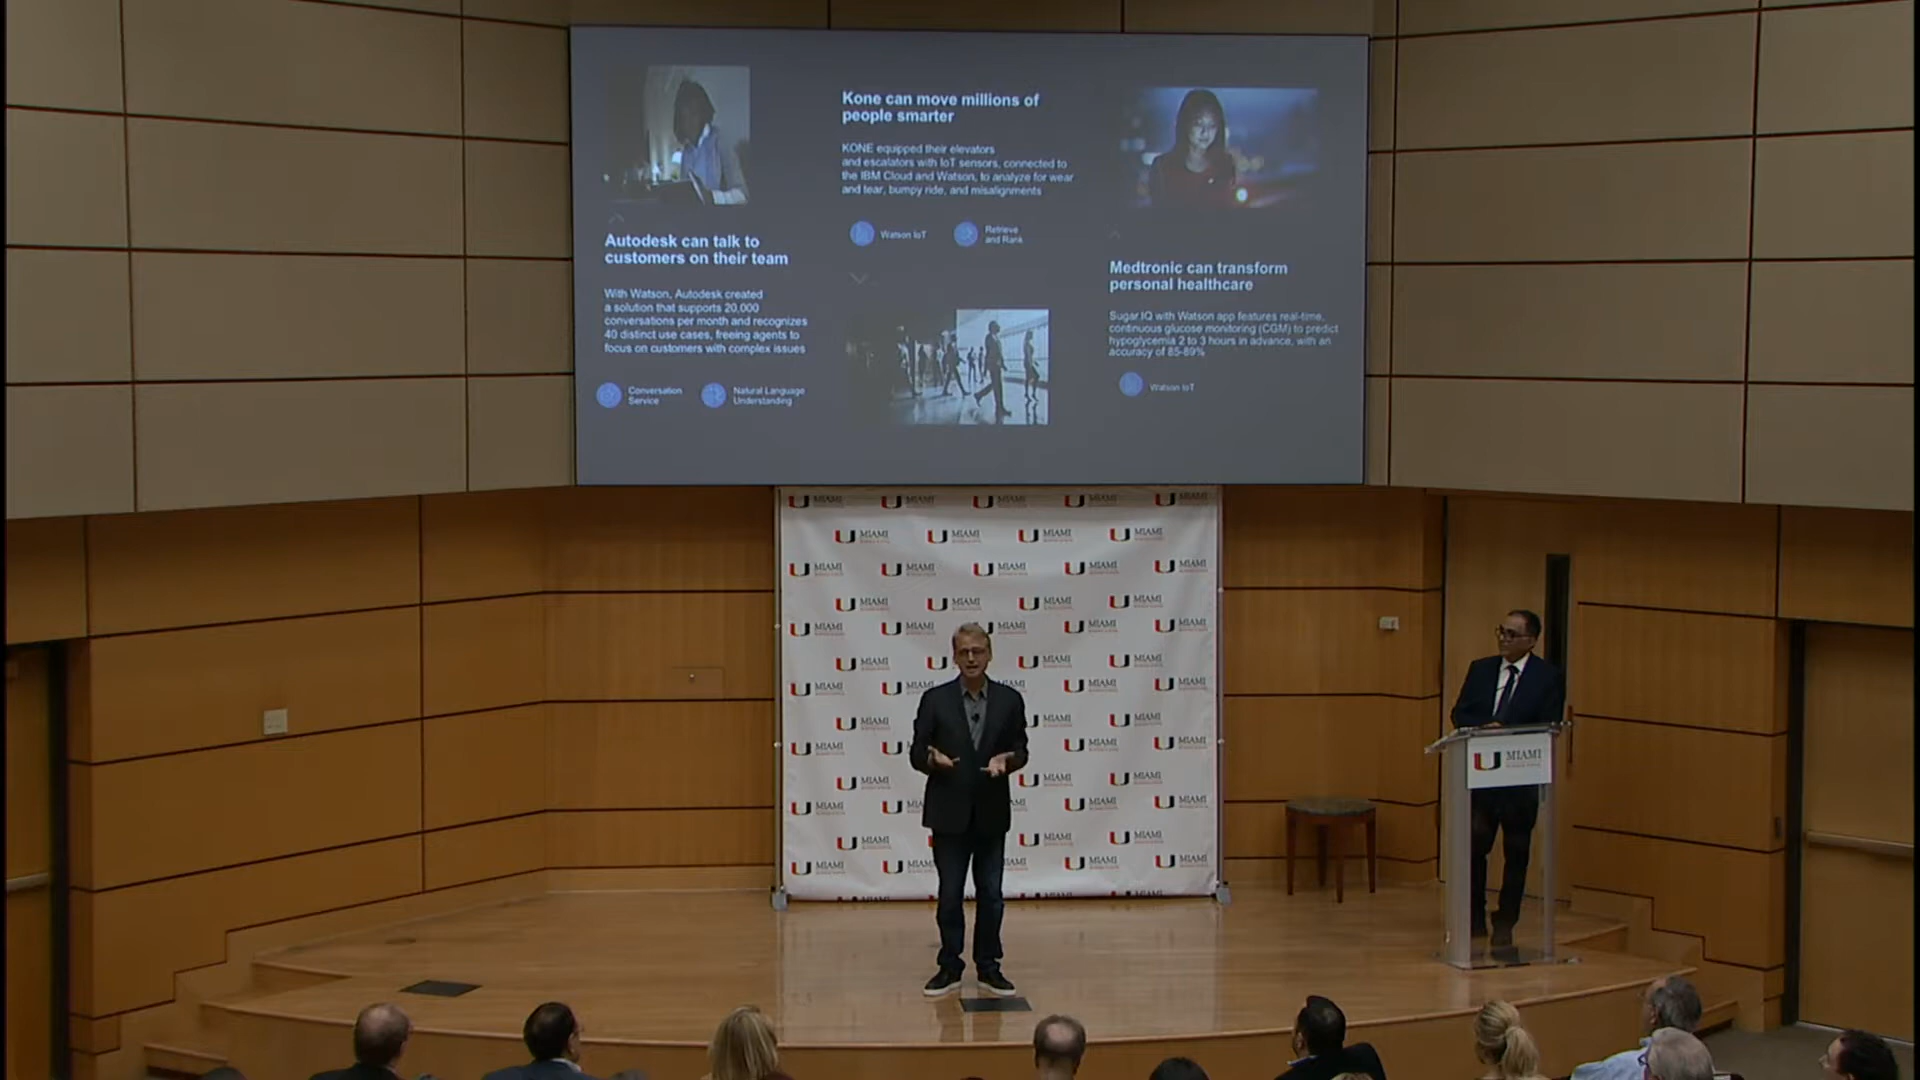 Autodesk can talk to
customers on their team
With Watson, Autodesk created
a solution that supports 20,000
conversations per month and recognizes
40 distinct use cases, freeing agents to
focus on customers with complex issues
Conversation
Service
Natural Language
Understanding
Kone can move millions of
people smarter
KONE equipped their elevators
and escalators with IoT sensors, connected to
the IBM Cloud and Watson, to analyze for wear
and tear, bumpy ride, and misalignments
Watson IoT
Retrieve
and Rank
Medtronic can transform
personal healthcare
Sugar.IQ with Watson app features real-time,
continuous glucose monitoring (CGM) to predict
hypoglycemia 2 to 3 hours in advance, with an
accuracy of 85-89%
Watson IoT
U MIAMI
U MIAMI